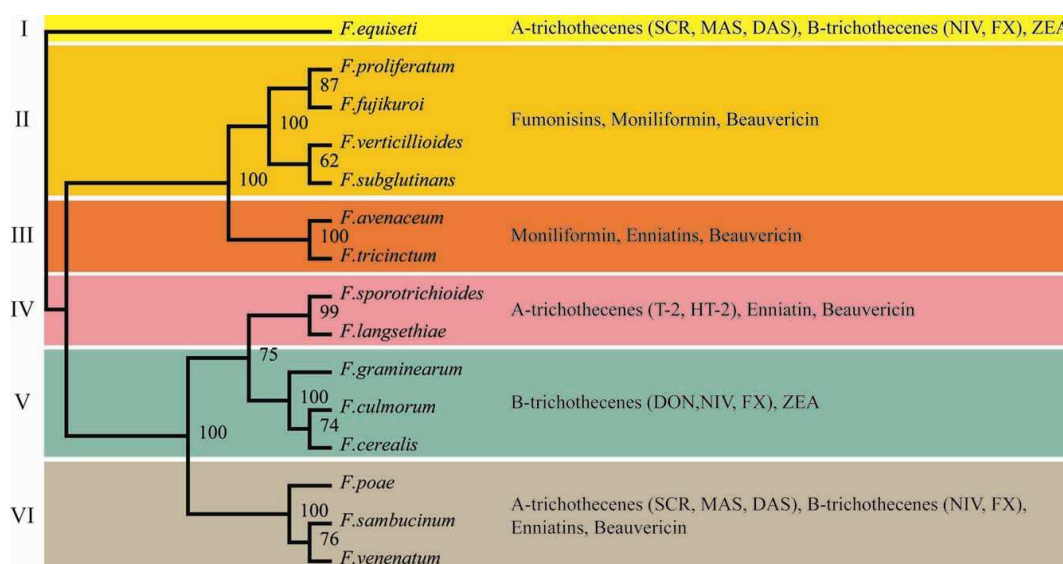 I
F.equiseti
A-trichothecenes (SCR, MAS, DAS), B-trichothecenes (NIV, FX), ZEA
II
F.proliferatum
87
F.fujikuroi
100
Fumonisins, Moniliformin, Beauvericin
F.verticillioides
62
F.subglutinans
100
III
F.avenaceum
100
F.tricinctum
Moniliformin, Enniatins, Beauvericin
IV
F.sporotrichioides
99
F.langsethiae
A-trichothecenes (T-2, HT-2), Enniatin, Beauvericin
75
V
F.graminearum
100
F.culmorum
74
F.cerealis
B-trichothecenes (DON,NIV, FX), ZEA
100
VI
F.poae
100
F.sambucinum
76
F.venenatum
A-trichothecenes (SCR, MAS, DAS), B-trichothecenes (NIV, FX),
Enniatins, Beauvericin